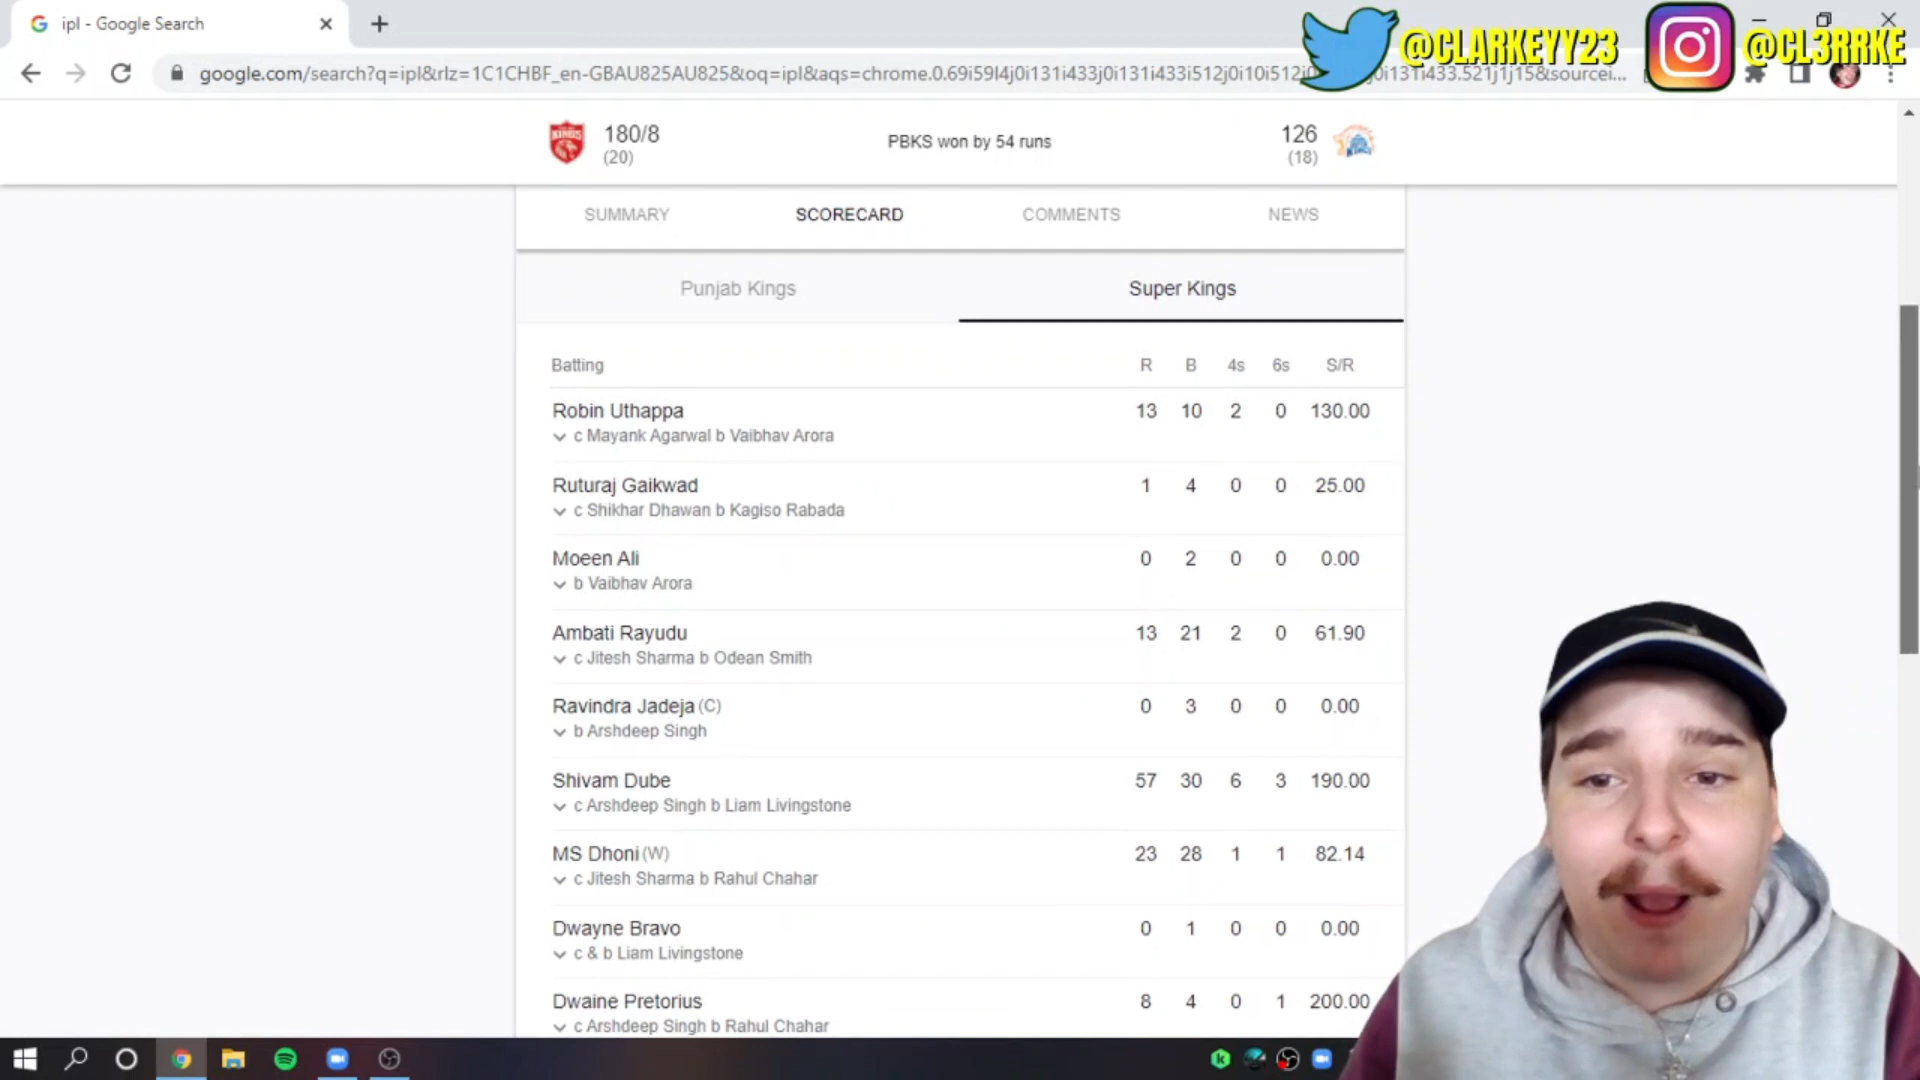 ipl - Google Search
@CLARKEYY23
@CL3RRKE
google.com/search?q=ipl&rlz=1C1CHBF_en-GBAU825AU825&oq=ipl&aqs=chrome.0.69i59l4j0i131i433j0i131i433i512j0i10i512j0
180/8
(20)
PBKS won by 54 runs
126
(18)
SUMMARY SCORECARD COMMENTS NEWS
Punjab Kings Super Kings
Batting R B 4s 6s S/R
Robin Uthappa 13 10 2 0 130.00
c Mayank Agarwal b Vaibhav Arora
Ruturaj Gaikwad 1 4 0 0 25.00
c Shikhar Dhawan b Kagiso Rabada
Moeen Ali 0 2 0 0 0.00
b Vaibhav Arora
Ambati Rayudu 13 21 2 0 61.90
c Jitesh Sharma b Odean Smith
Ravindra Jadeja (C) 0 3 0 0 0.00
b Arshdeep Singh
Shivam Dube 57 30 6 3 190.00
c Arshdeep Singh b Liam Livingstone
MS Dhoni (W) 23 28 1 1 82.14
c Jitesh Sharma b Rahul Chahar
Dwayne Bravo 0 1 0 0 0.00
c & b Liam Livingstone
Dwaine Pretorius 8 4 0 1 200.00
c Arshdeep Singh b Rahul Chahar